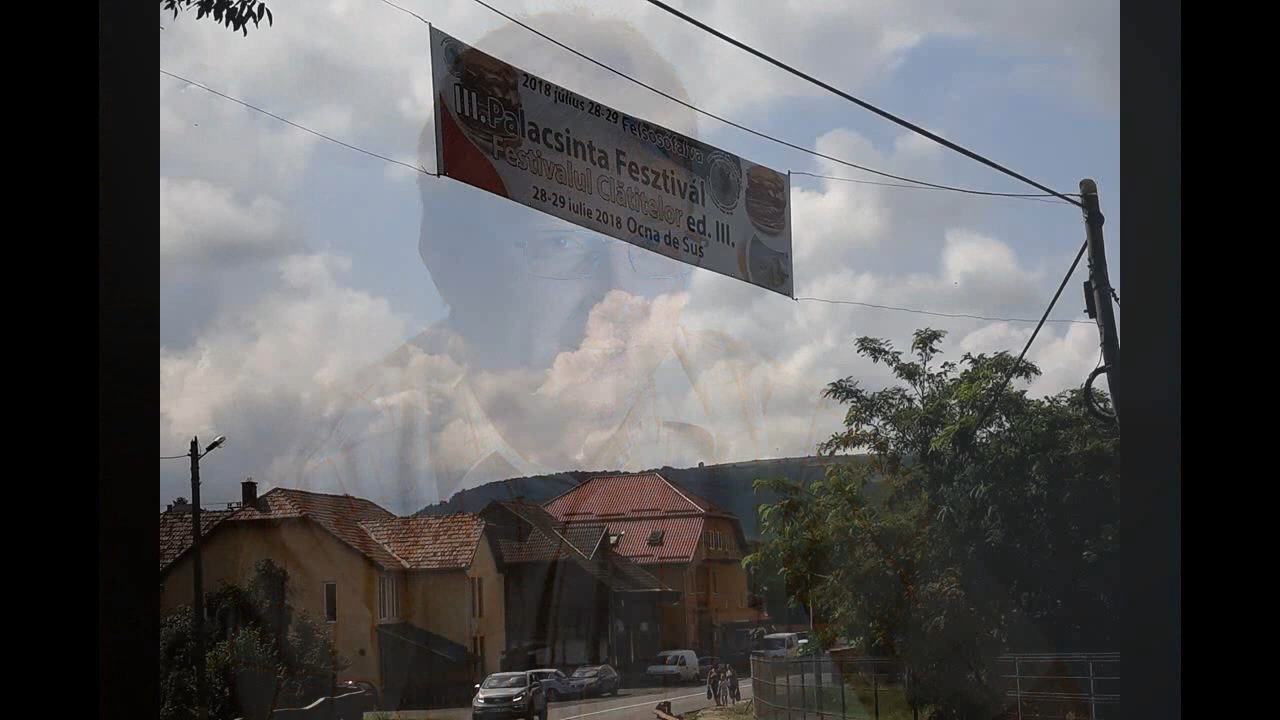 2018 július 28-29 Felsősófalva
III.Palacsinta Fesztivál
Festivalul Clătitelor ed. III.
28-29 iulie 2018 Ocna de Sus